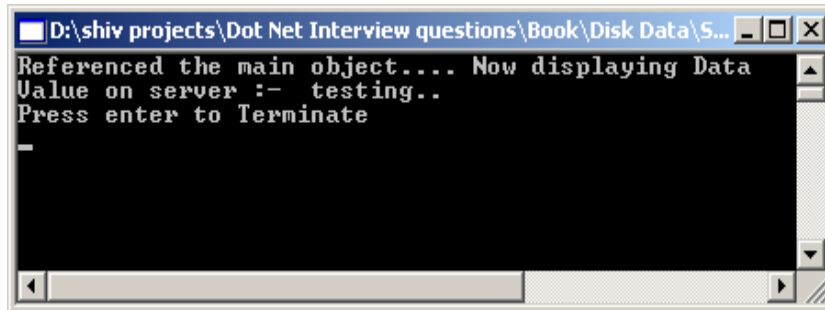 D:\shiv projects\Dot Net Interview questions\Book\Disk Data\S...
Referenced the main object.... Now displaying Data
Value on server :-  testing..
Press enter to Terminate